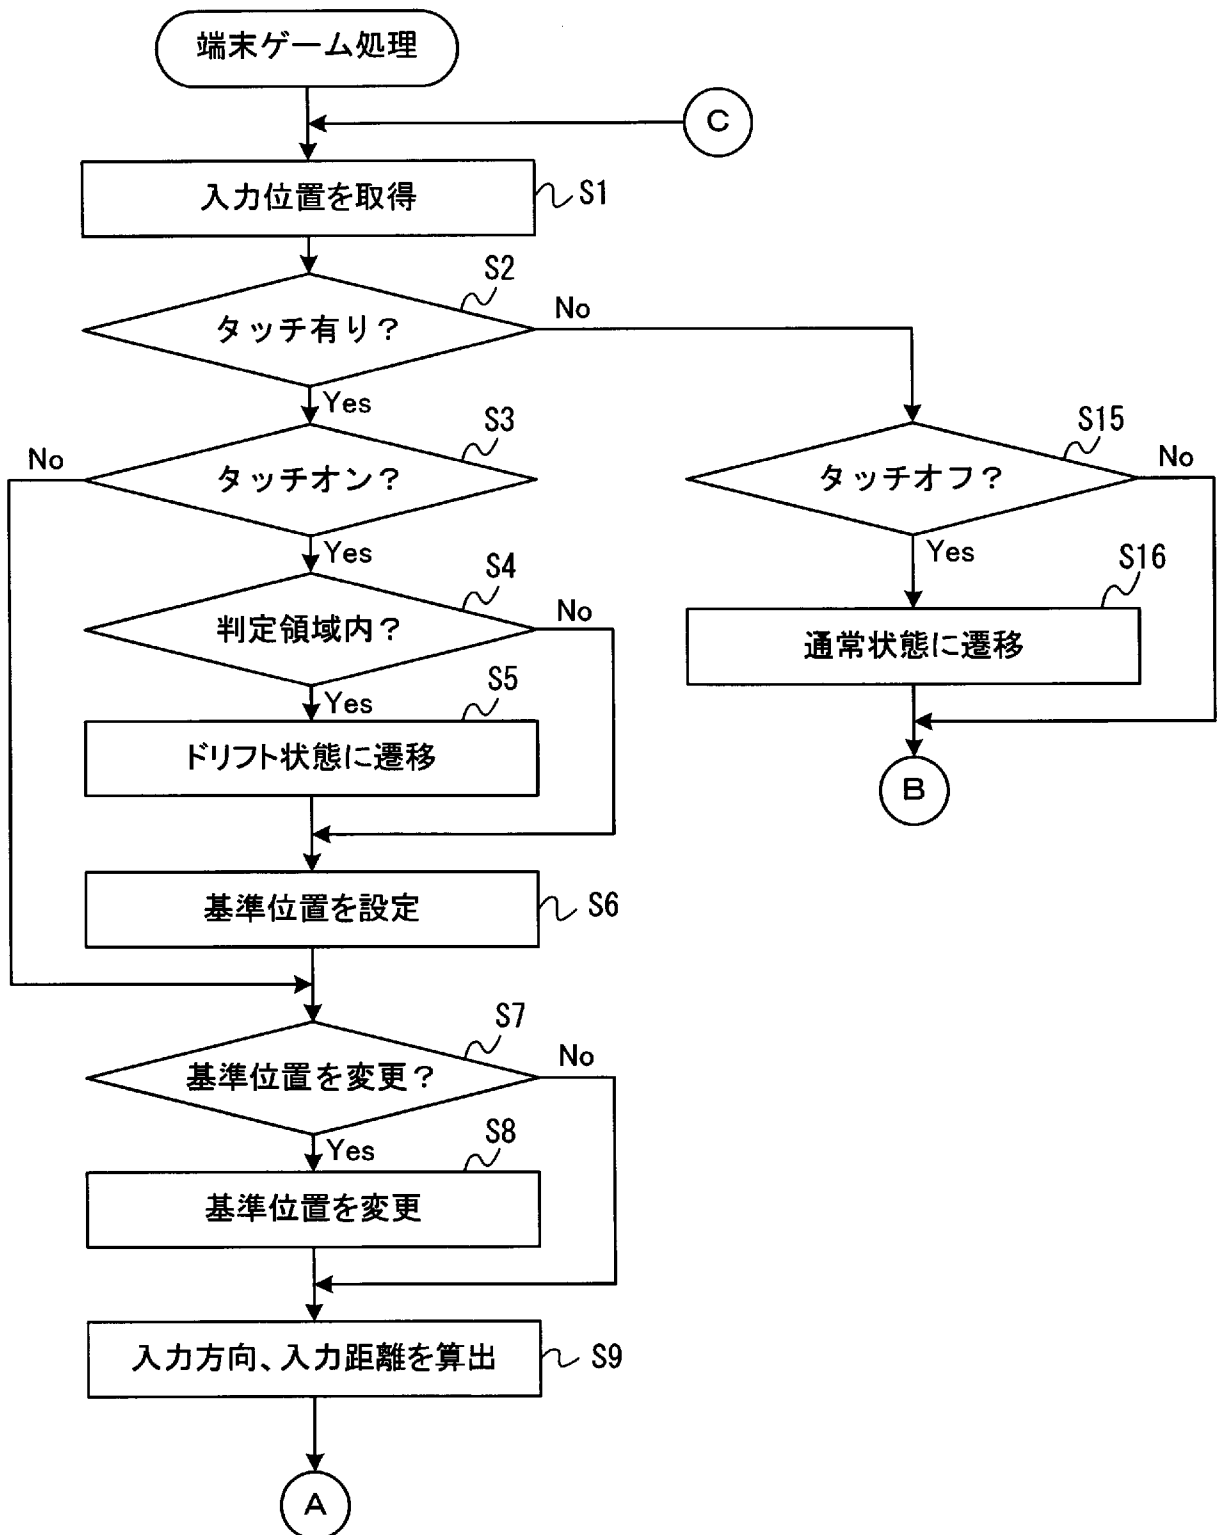 端末ゲーム処理
C
入力位置を取得
S1
S2
タッチ有り?
No
Yes
S3
No
タッチオン?
S15
タッチオフ?
No
Yes
Yes
S4
判定領域内?
No
S16
通常状態に遷移
Yes
S5
ドリフト状態に遷移
B
基準位置を設定
S6
S7
基準位置を変更?
No
Yes
S8
基準位置を変更
入力方向、入力距離を算出
S9
A